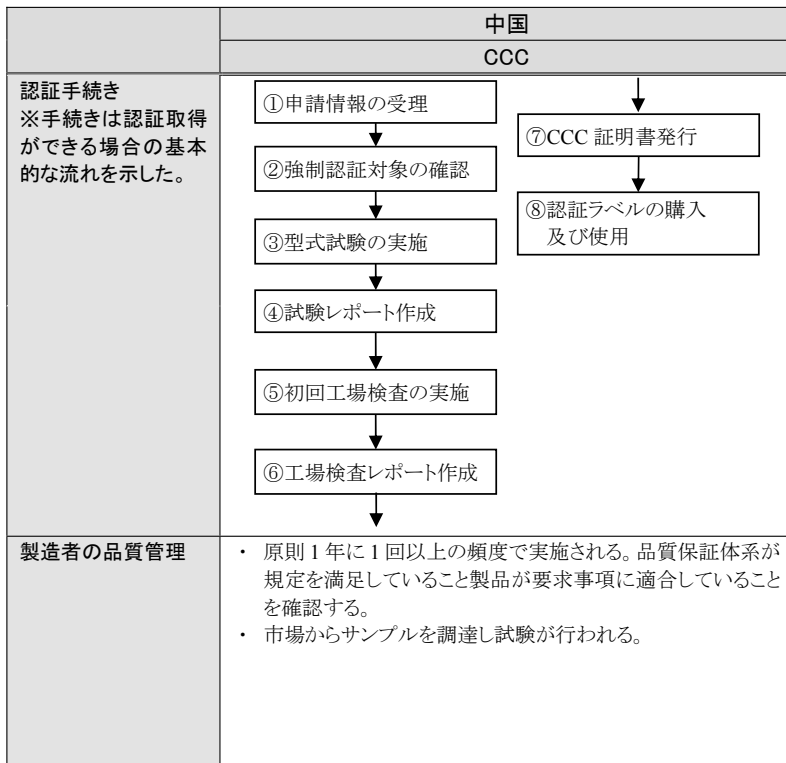 中国
CCC
認証手続き
※手続きは認証取得
ができる場合の基本
的な流れを示した。
①申請情報の受理
②強制認証対象の確認
③型式試験の実施
④試験レポート作成
⑤初回工場検査の実施
⑥工場検査レポート作成
⑦CCC 証明書発行
⑧認証ラベルの購入
及び使用
製造者の品質管理
・ 原則 1 年に 1 回以上の頻度で実施される。品質保証体系が
規定を満足していること製品が要求事項に適合していること
を確認する。
・ 市場からサンプルを調達し試験が行われる。